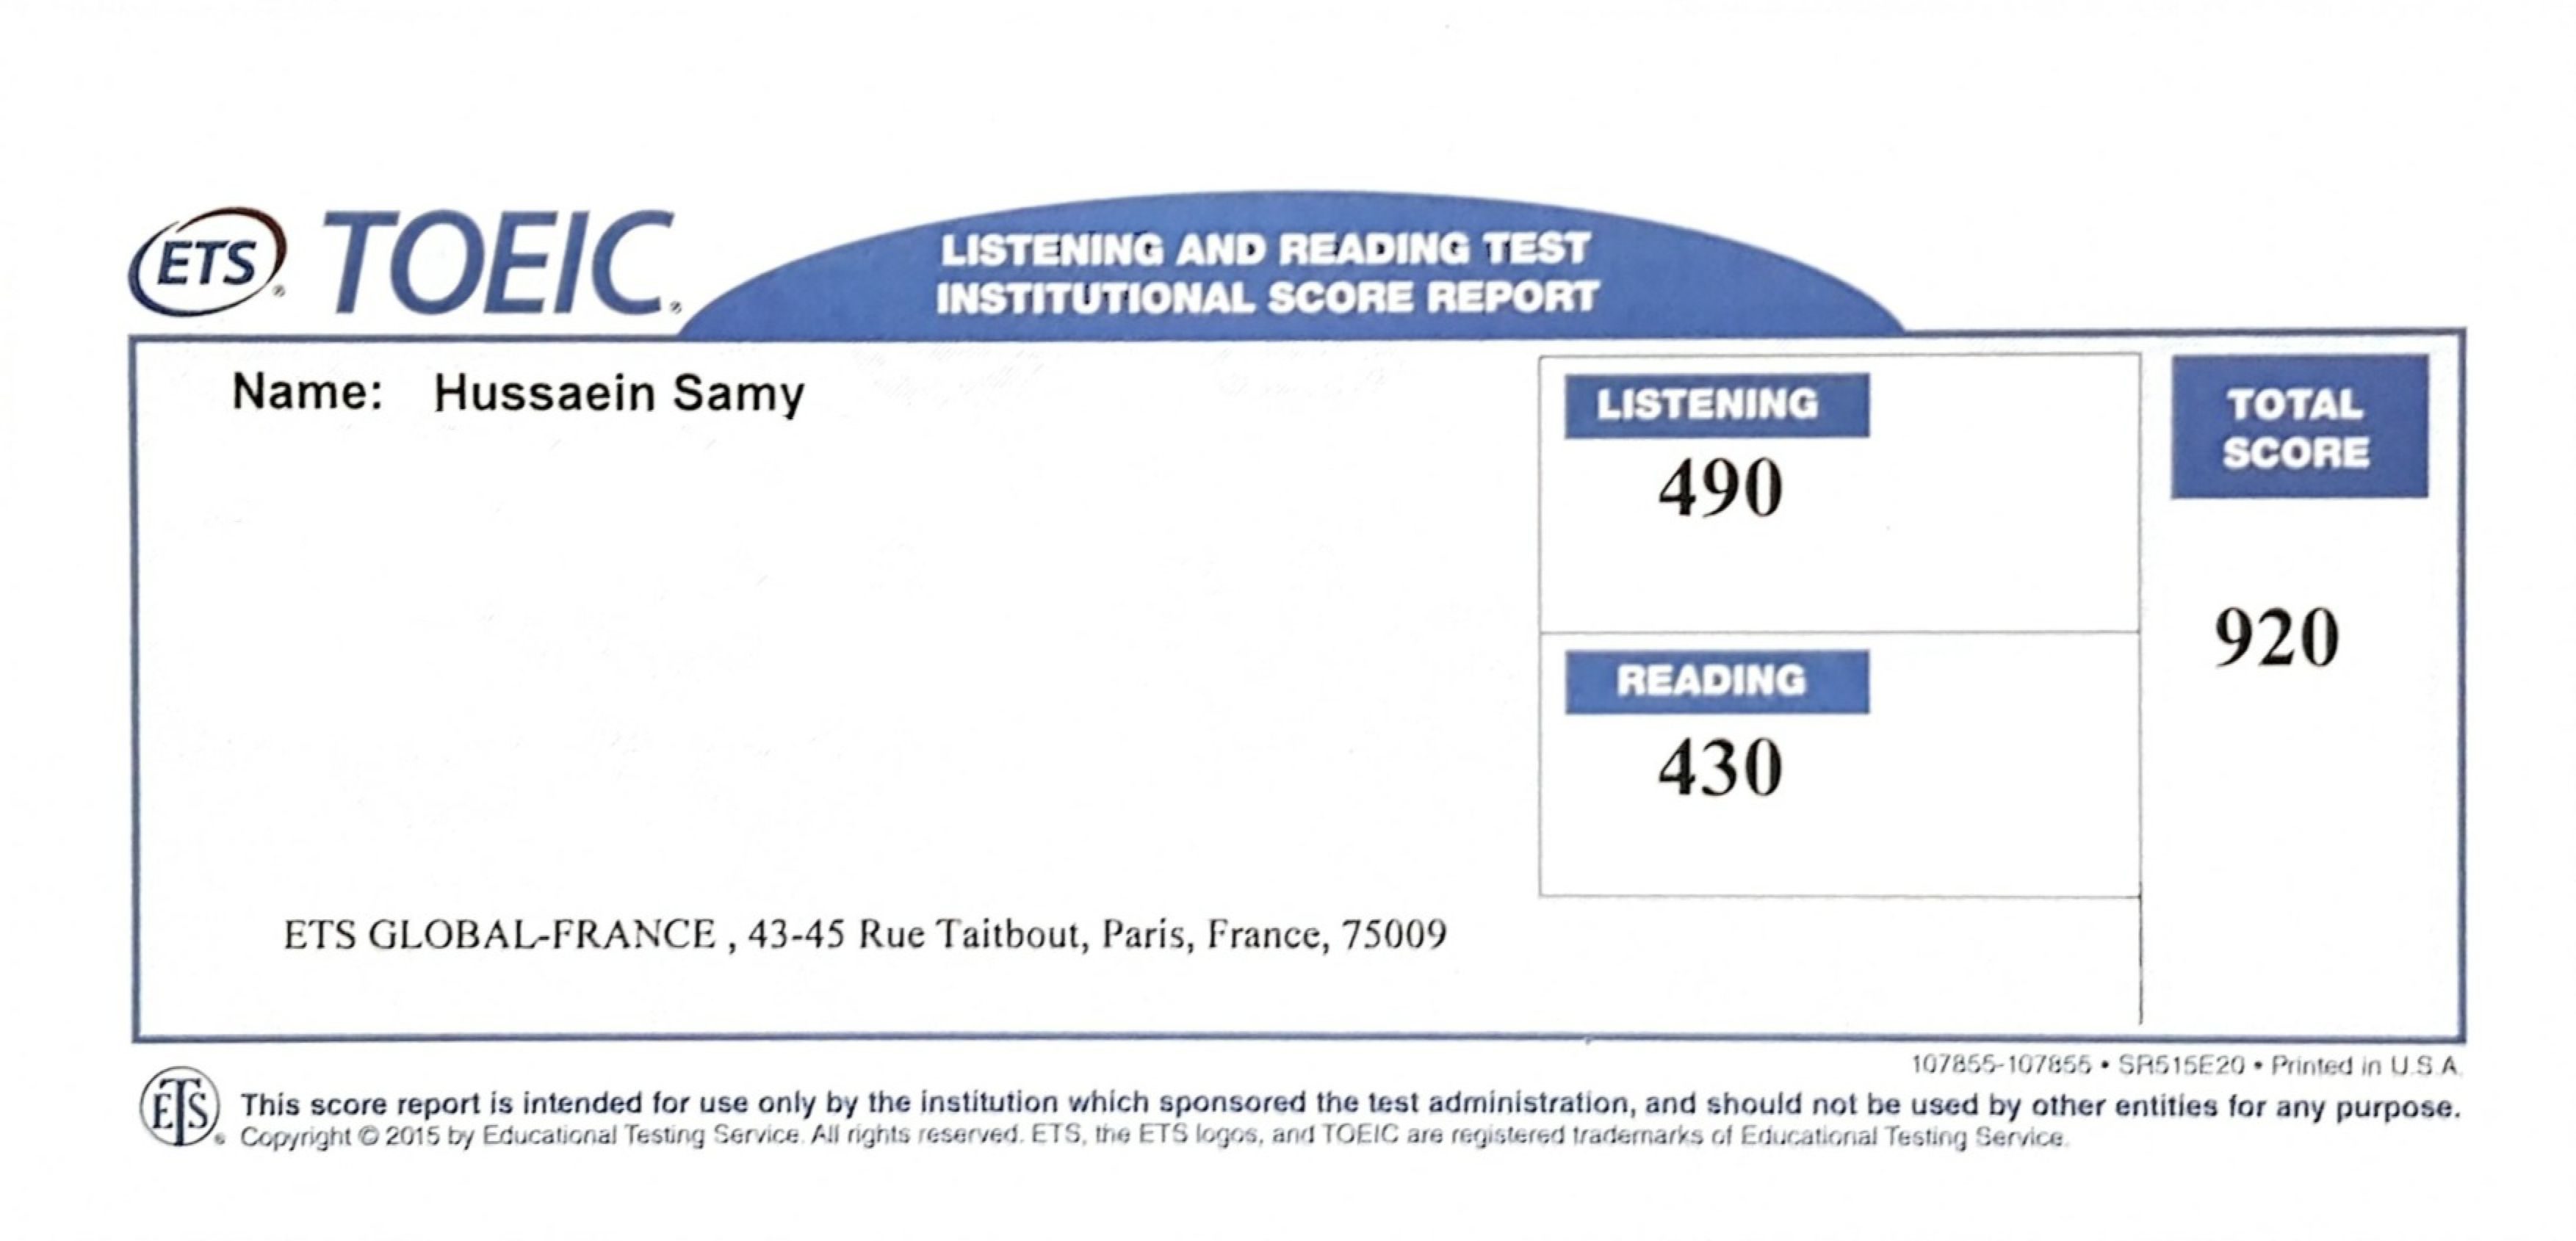 ETS® TOEIC®
LISTENING AND READING TEST
INSTITUTIONAL SCORE REPORT
Name: Hussaein Samy
LISTENING
490
READING
430
TOTAL
SCORE
920
ETS GLOBAL-FRANCE , 43-45 Rue Taitbout, Paris, France, 75009
107855-107855 • SR515E20 • Printed in U.S.A.
ETS® This score report is intended for use only by the institution which sponsored the test administration, and should not be used by other entities for any purpose.
Copyright © 2015 by Educational Testing Service. All rights reserved. ETS, the ETS logos, and TOEIC are registered trademarks of Educational Testing Service.